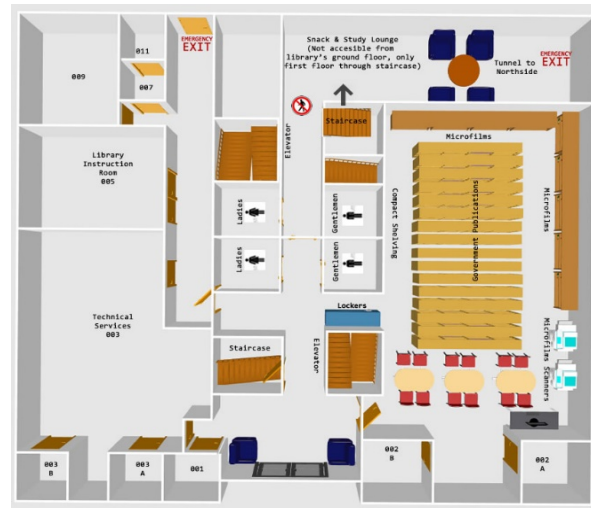 EMERGENCY
EXIT
Snack & Study Lounge
(Not accesible from
library's ground floor, only
first floor through staircase)
EMERGENCY
EXIT
Tunnel to
Northside
011
009
007
Elevator
Staircase
Microfilms
Library
Instruction
Room
005
Ladies
Gentlemen
Compact Shelving
Government Publications
Microfilms
Ladies
Gentlemen
Technical
Services
003
Lockers
Staircase
Elevator
Microfilms Scanners
003
B
003
A
001
002
B
002
A